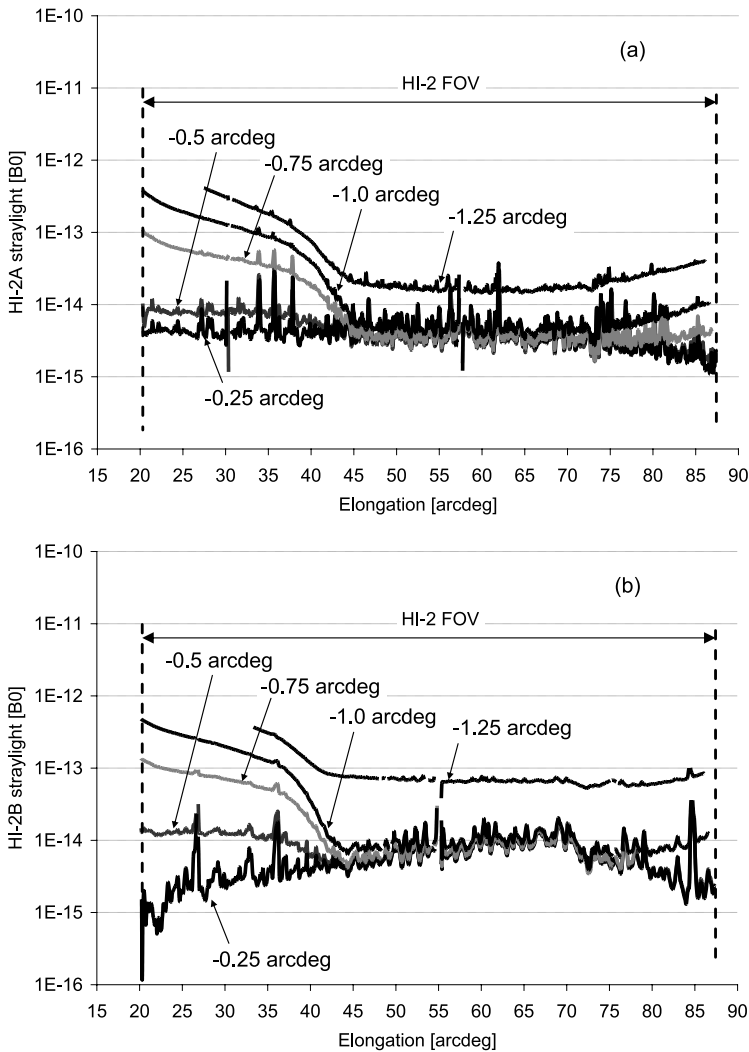 1E-10
(a)
HI-2 FOV
1E-11
-0.5 arcdeg
-0.75 arcdeg
1E-12
-1.0 arcdeg
-1.25 arcdeg
1E-13
HI-2A straylight [B0]
1E-14
1E-15
-0.25 arcdeg
1E-16
15 20 25 30 35 40 45 50 55 60 65 70 75 80 85 90
Elongation [arcdeg]
1E-10
(b)
1E-11
HI-2 FOV
-0.5 arcdeg
-0.75 arcdeg
1E-12
-1.0 arcdeg
-1.25 arcdeg
1E-13
HI-2B straylight [B0]
1E-14
1E-15
-0.25 arcdeg
1E-16
15 20 25 30 35 40 45 50 55 60 65 70 75 80 85 90
Elongation [arcdeg]